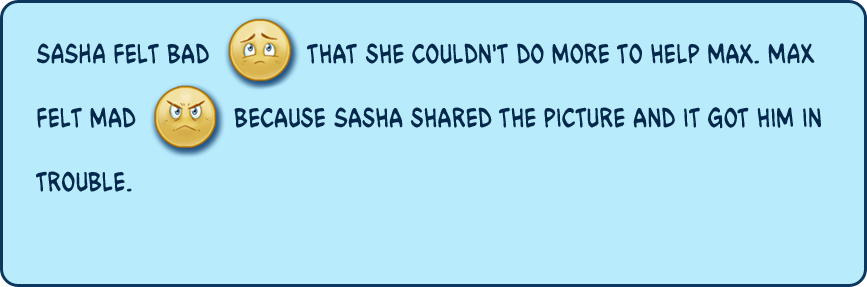 SASHA FELT BAD THAT SHE COULDN'T DO MORE TO HELP MAX. MAX
FELT MAD BECAUSE SASHA SHARED THE PICTURE AND IT GOT HIM IN
TROUBLE.